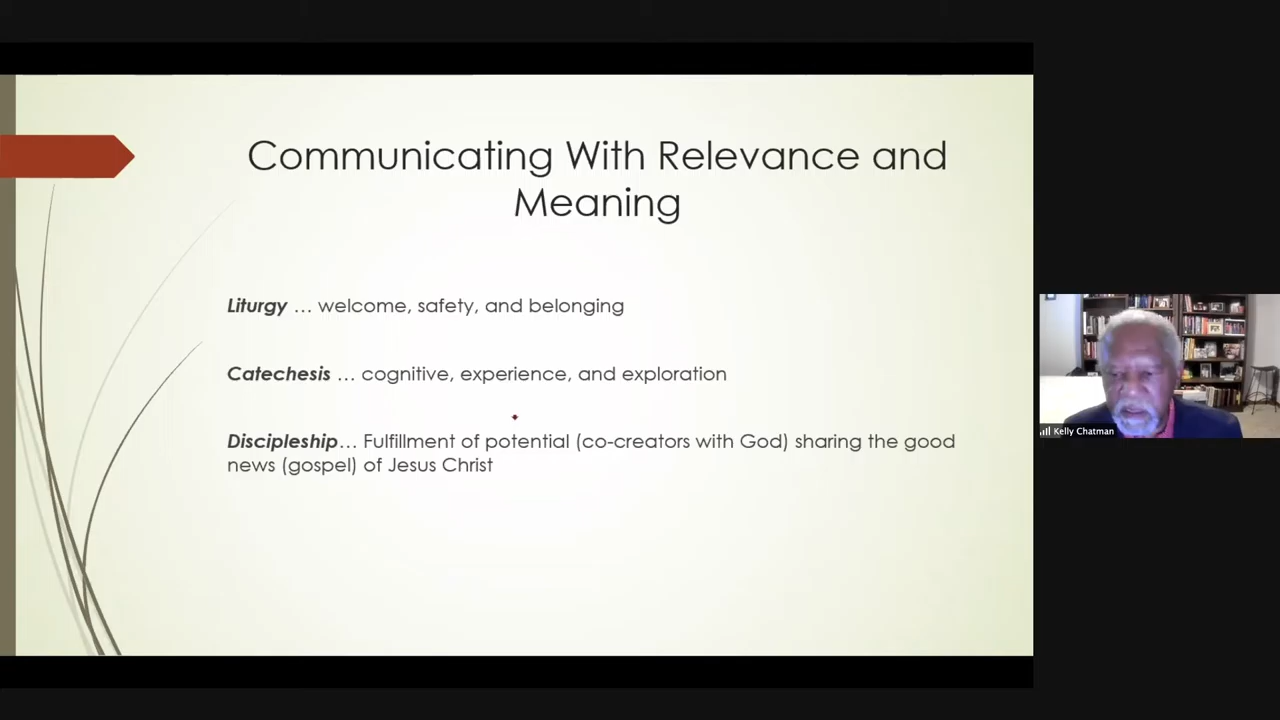 Communicating With Relevance and
Meaning
Liturgy … welcome, safety, and belonging
Catechesis … cognitive, experience, and exploration
Discipleship… Fulfillment of potential (co-creators with God) sharing the good
news (gospel) of Jesus Christ
Kelly Chatman